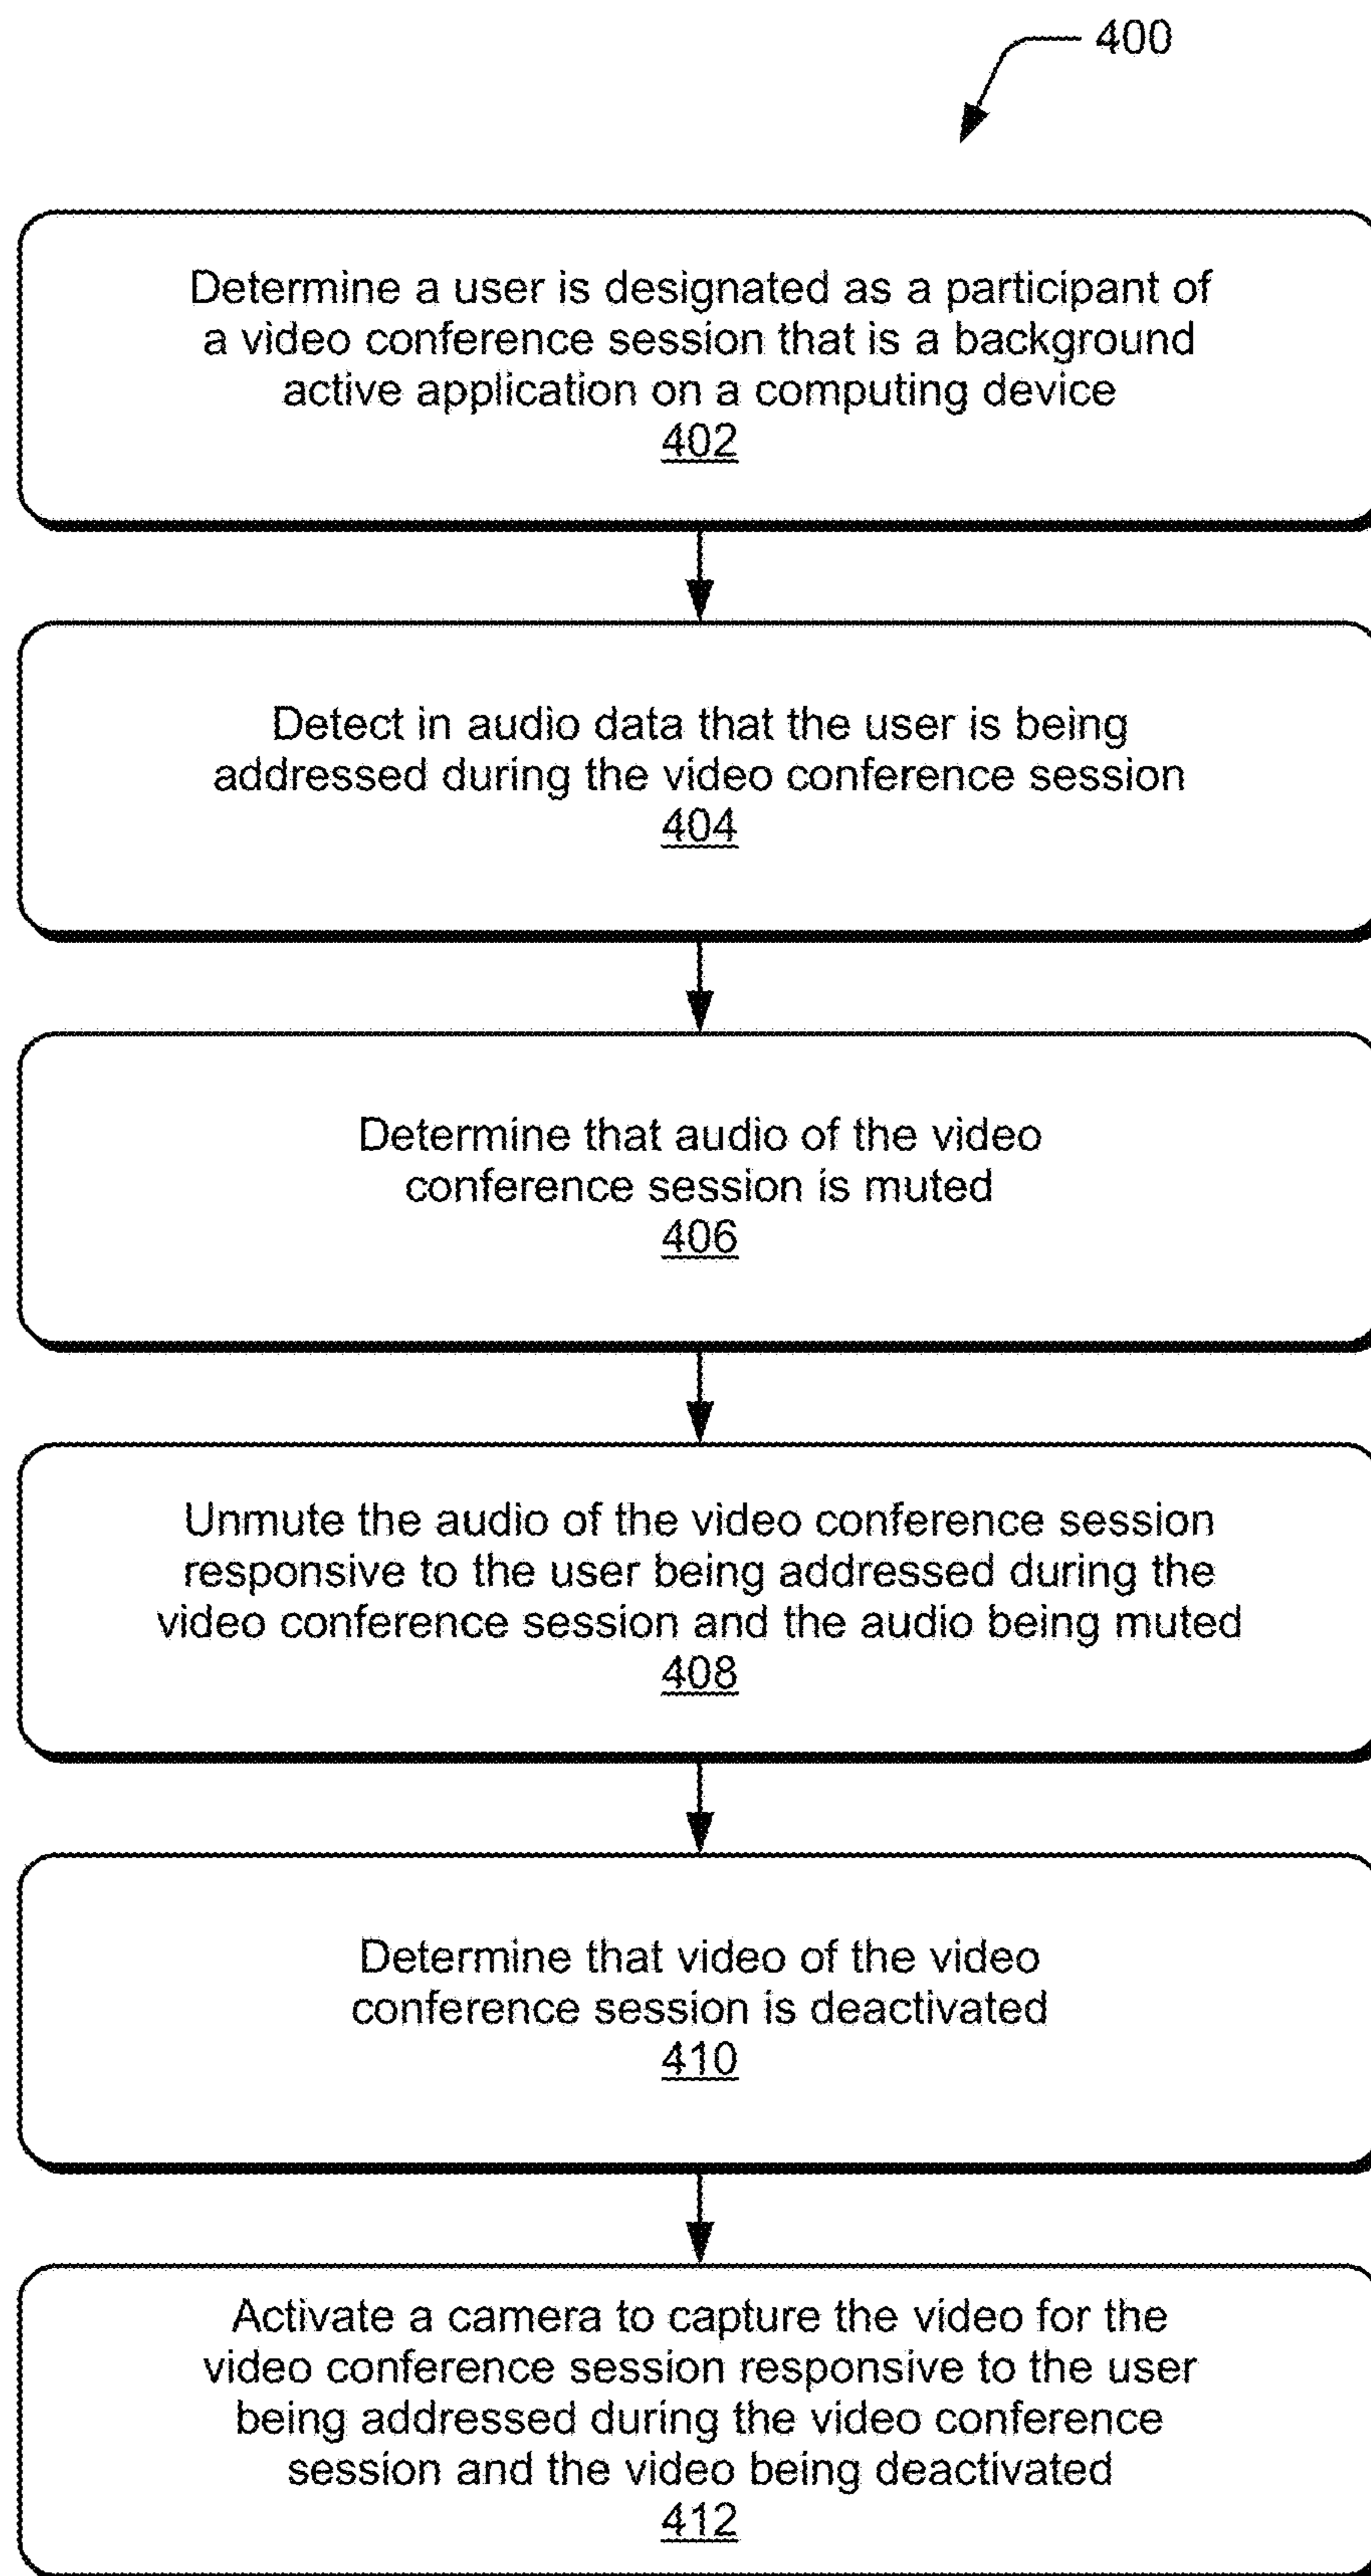 400
Determine a user is designated as a participant of
a video conference session that is a background
active application on a computing device
402
Detect in audio data that the user is being
addressed during the video conference session
404
Determine that audio of the video
conference session is muted
406
Unmute the audio of the video conference session
responsive to the user being addressed during the
video conference session and the audio being muted
408
Determine that video of the video
conference session is deactivated
410
Activate a camera to capture the video for the
video conference session responsive to the user
being addressed during the video conference
session and the video being deactivated
412